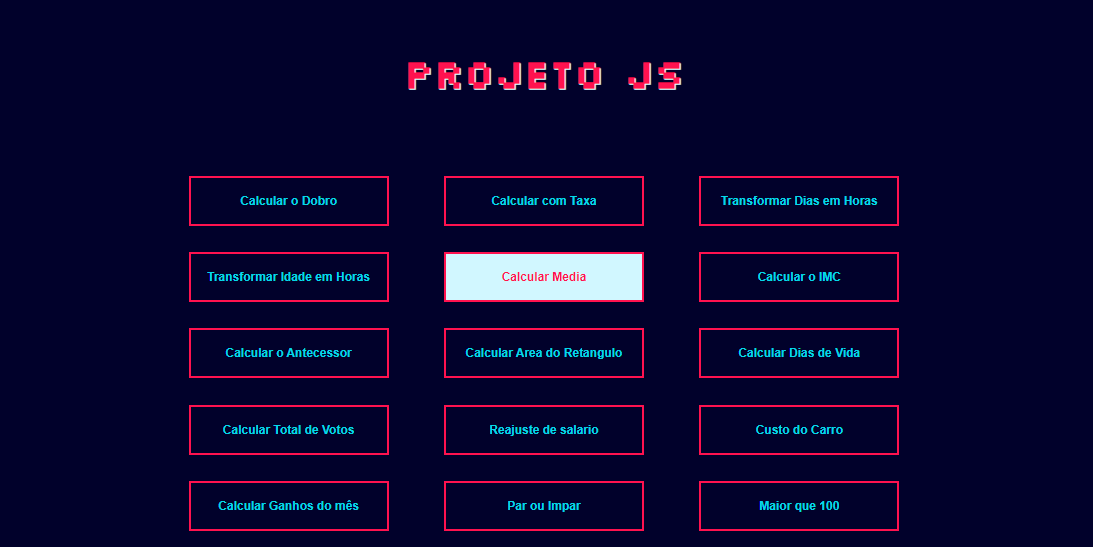 PROJETO JS
Calcular o Dobro
Calcular com Taxa
Transformar Dias em Horas
Transformar Idade em Horas
Calcular Media
Calcular o IMC
Calcular o Antecessor
Calcular Area do Retangulo
Calcular Dias de Vida
Calcular Total de Votos
Reajuste de salario
Custo do Carro
Calcular Ganhos do mês
Par ou Impar
Maior que 100